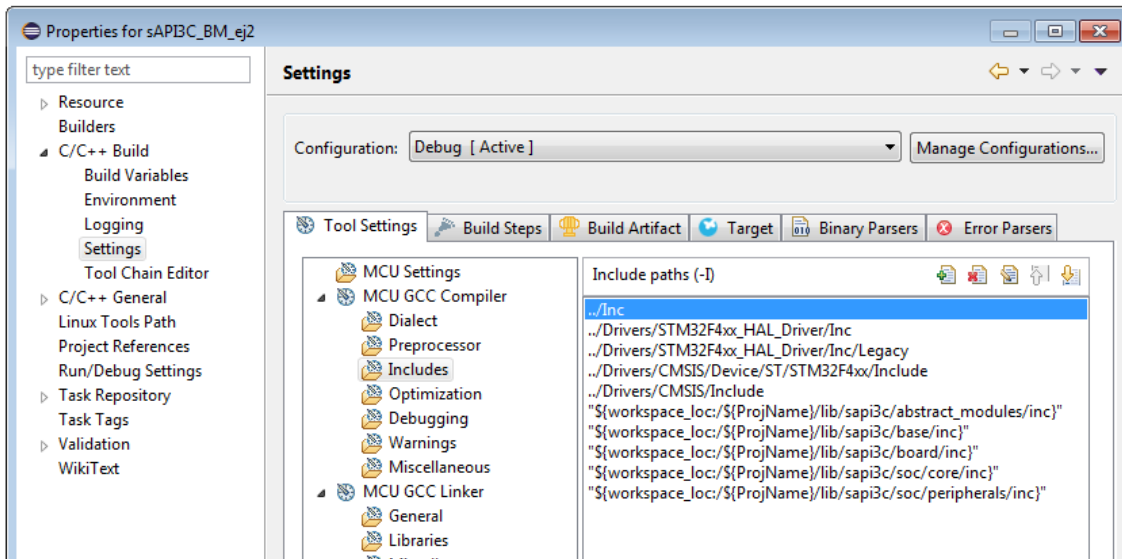 Properties for sAPI3C_BM_ej2
type filter text
Resource
Builders
C/C++ Build
Build Variables
Environment
Logging
Settings
Tool Chain Editor
C/C++ General
Linux Tools Path
Project References
Run/Debug Settings
Task Repository
Task Tags
Validation
WikiText
Settings
Configuration: Debug [ Active ] Manage Configurations...
Tool Settings Build Steps Build Artifact Target Binary Parsers Error Parsers
MCU Settings
MCU GCC Compiler
Dialect
Preprocessor
Includes
Optimization
Debugging
Warnings
Miscellaneous
MCU GCC Linker
General
Libraries
Include paths (-I)
../Inc
../Drivers/STM32F4xx_HAL_Driver/Inc
../Drivers/STM32F4xx_HAL_Driver/Inc/Legacy
../Drivers/CMSIS/Device/ST/STM32F4xx/Include
../Drivers/CMSIS/Include
"${workspace_loc:/${ProjName}/lib/sapi3c/abstract_modules/inc}"
"${workspace_loc:/${ProjName}/lib/sapi3c/base/inc}"
"${workspace_loc:/${ProjName}/lib/sapi3c/board/inc}"
"${workspace_loc:/${ProjName}/lib/sapi3c/soc/core/inc}"
"${workspace_loc:/${ProjName}/lib/sapi3c/soc/peripherals/inc}"